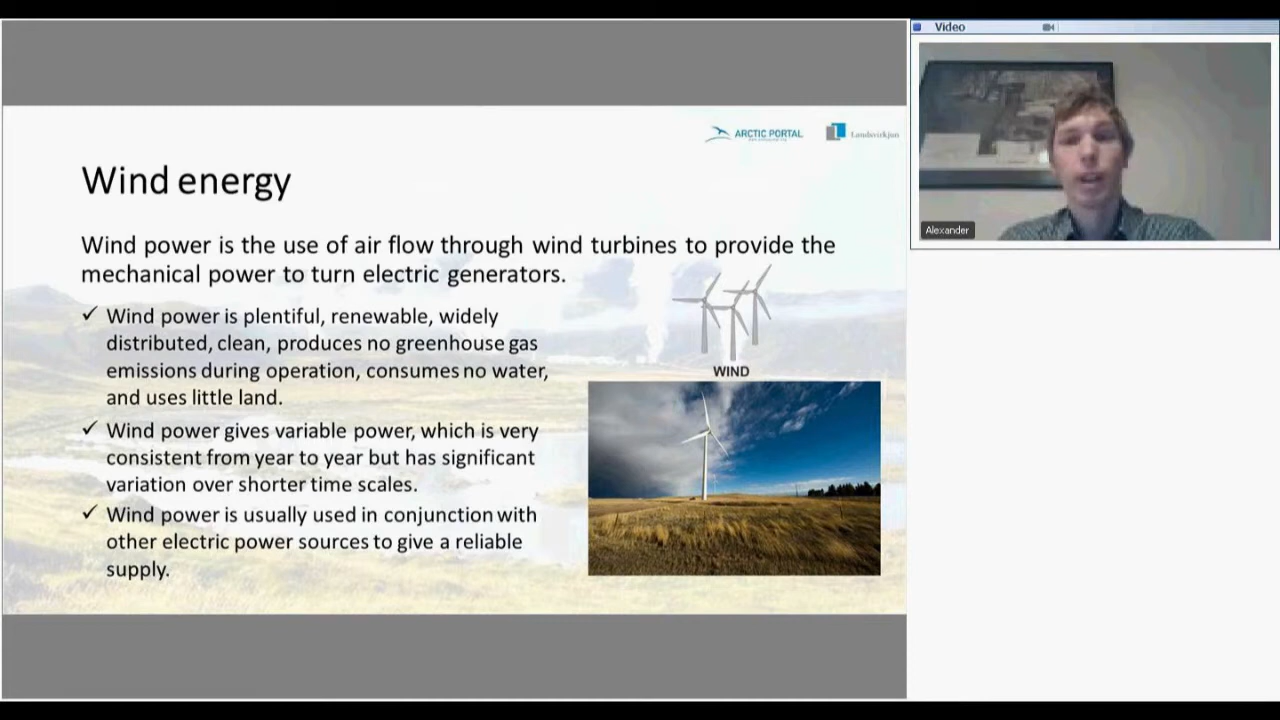 Video
ARCTIC PORTAL
Landsvirkjun
Wind energy
Wind power is the use of air flow through wind turbines to provide the
mechanical power to turn electric generators.
✓ Wind power is plentiful, renewable, widely
distributed, clean, produces no greenhouse gas
emissions during operation, consumes no water,
and uses little land.
✓ Wind power gives variable power, which is very
consistent from year to year but has significant
variation over shorter time scales.
✓ Wind power is usually used in conjunction with
other electric power sources to give a reliable
supply.
WIND
Alexander